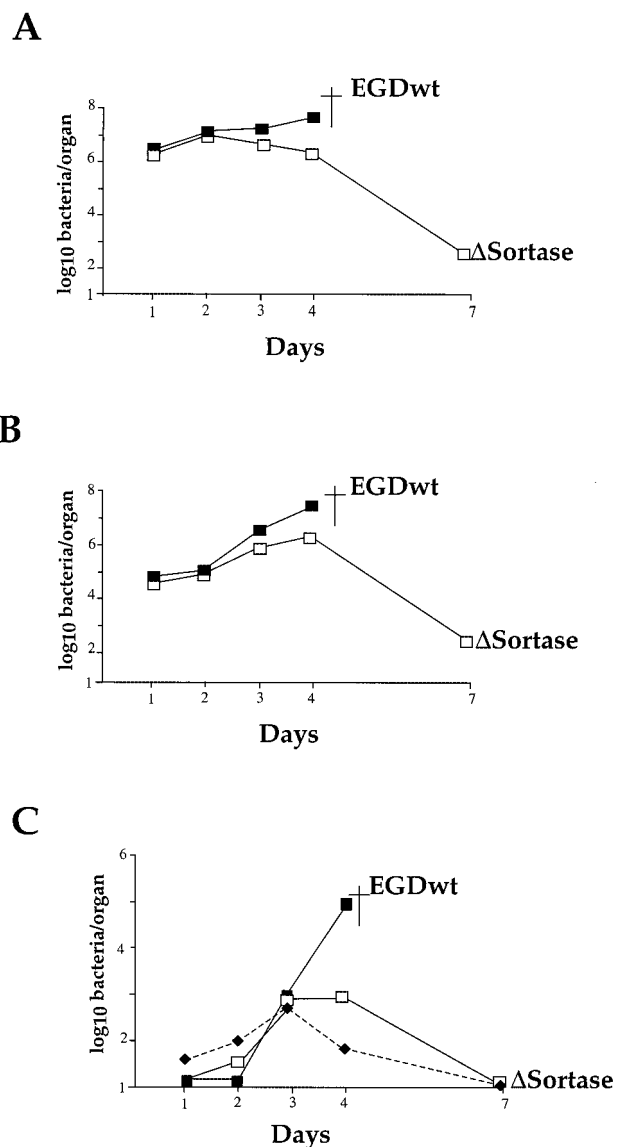 A
EGDwt
8
6
4
2
1
log10 bacteria/organ
ΔSortase
1 2 3 4 7
Days
B
EGDwt
8
6
4
2
1
log10 bacteria/organ
ΔSortase
1 2 3 4 7
Days
C
6
EGDwt
4
2
1
log10 bacteria/organ
ΔSortase
1 2 3 4 7
Days